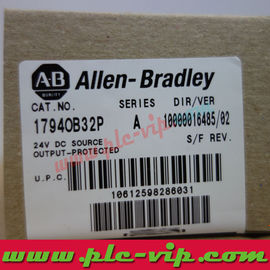 AB Allen-Bradley
CAT.NO. SERIES DIR/VER
1794OB32P A 10000016485/02
24V DC SOURCE
OUTPUT-PROTECTED S/F REV.
U.P.C.
10612598286031
www.plc-vip.com